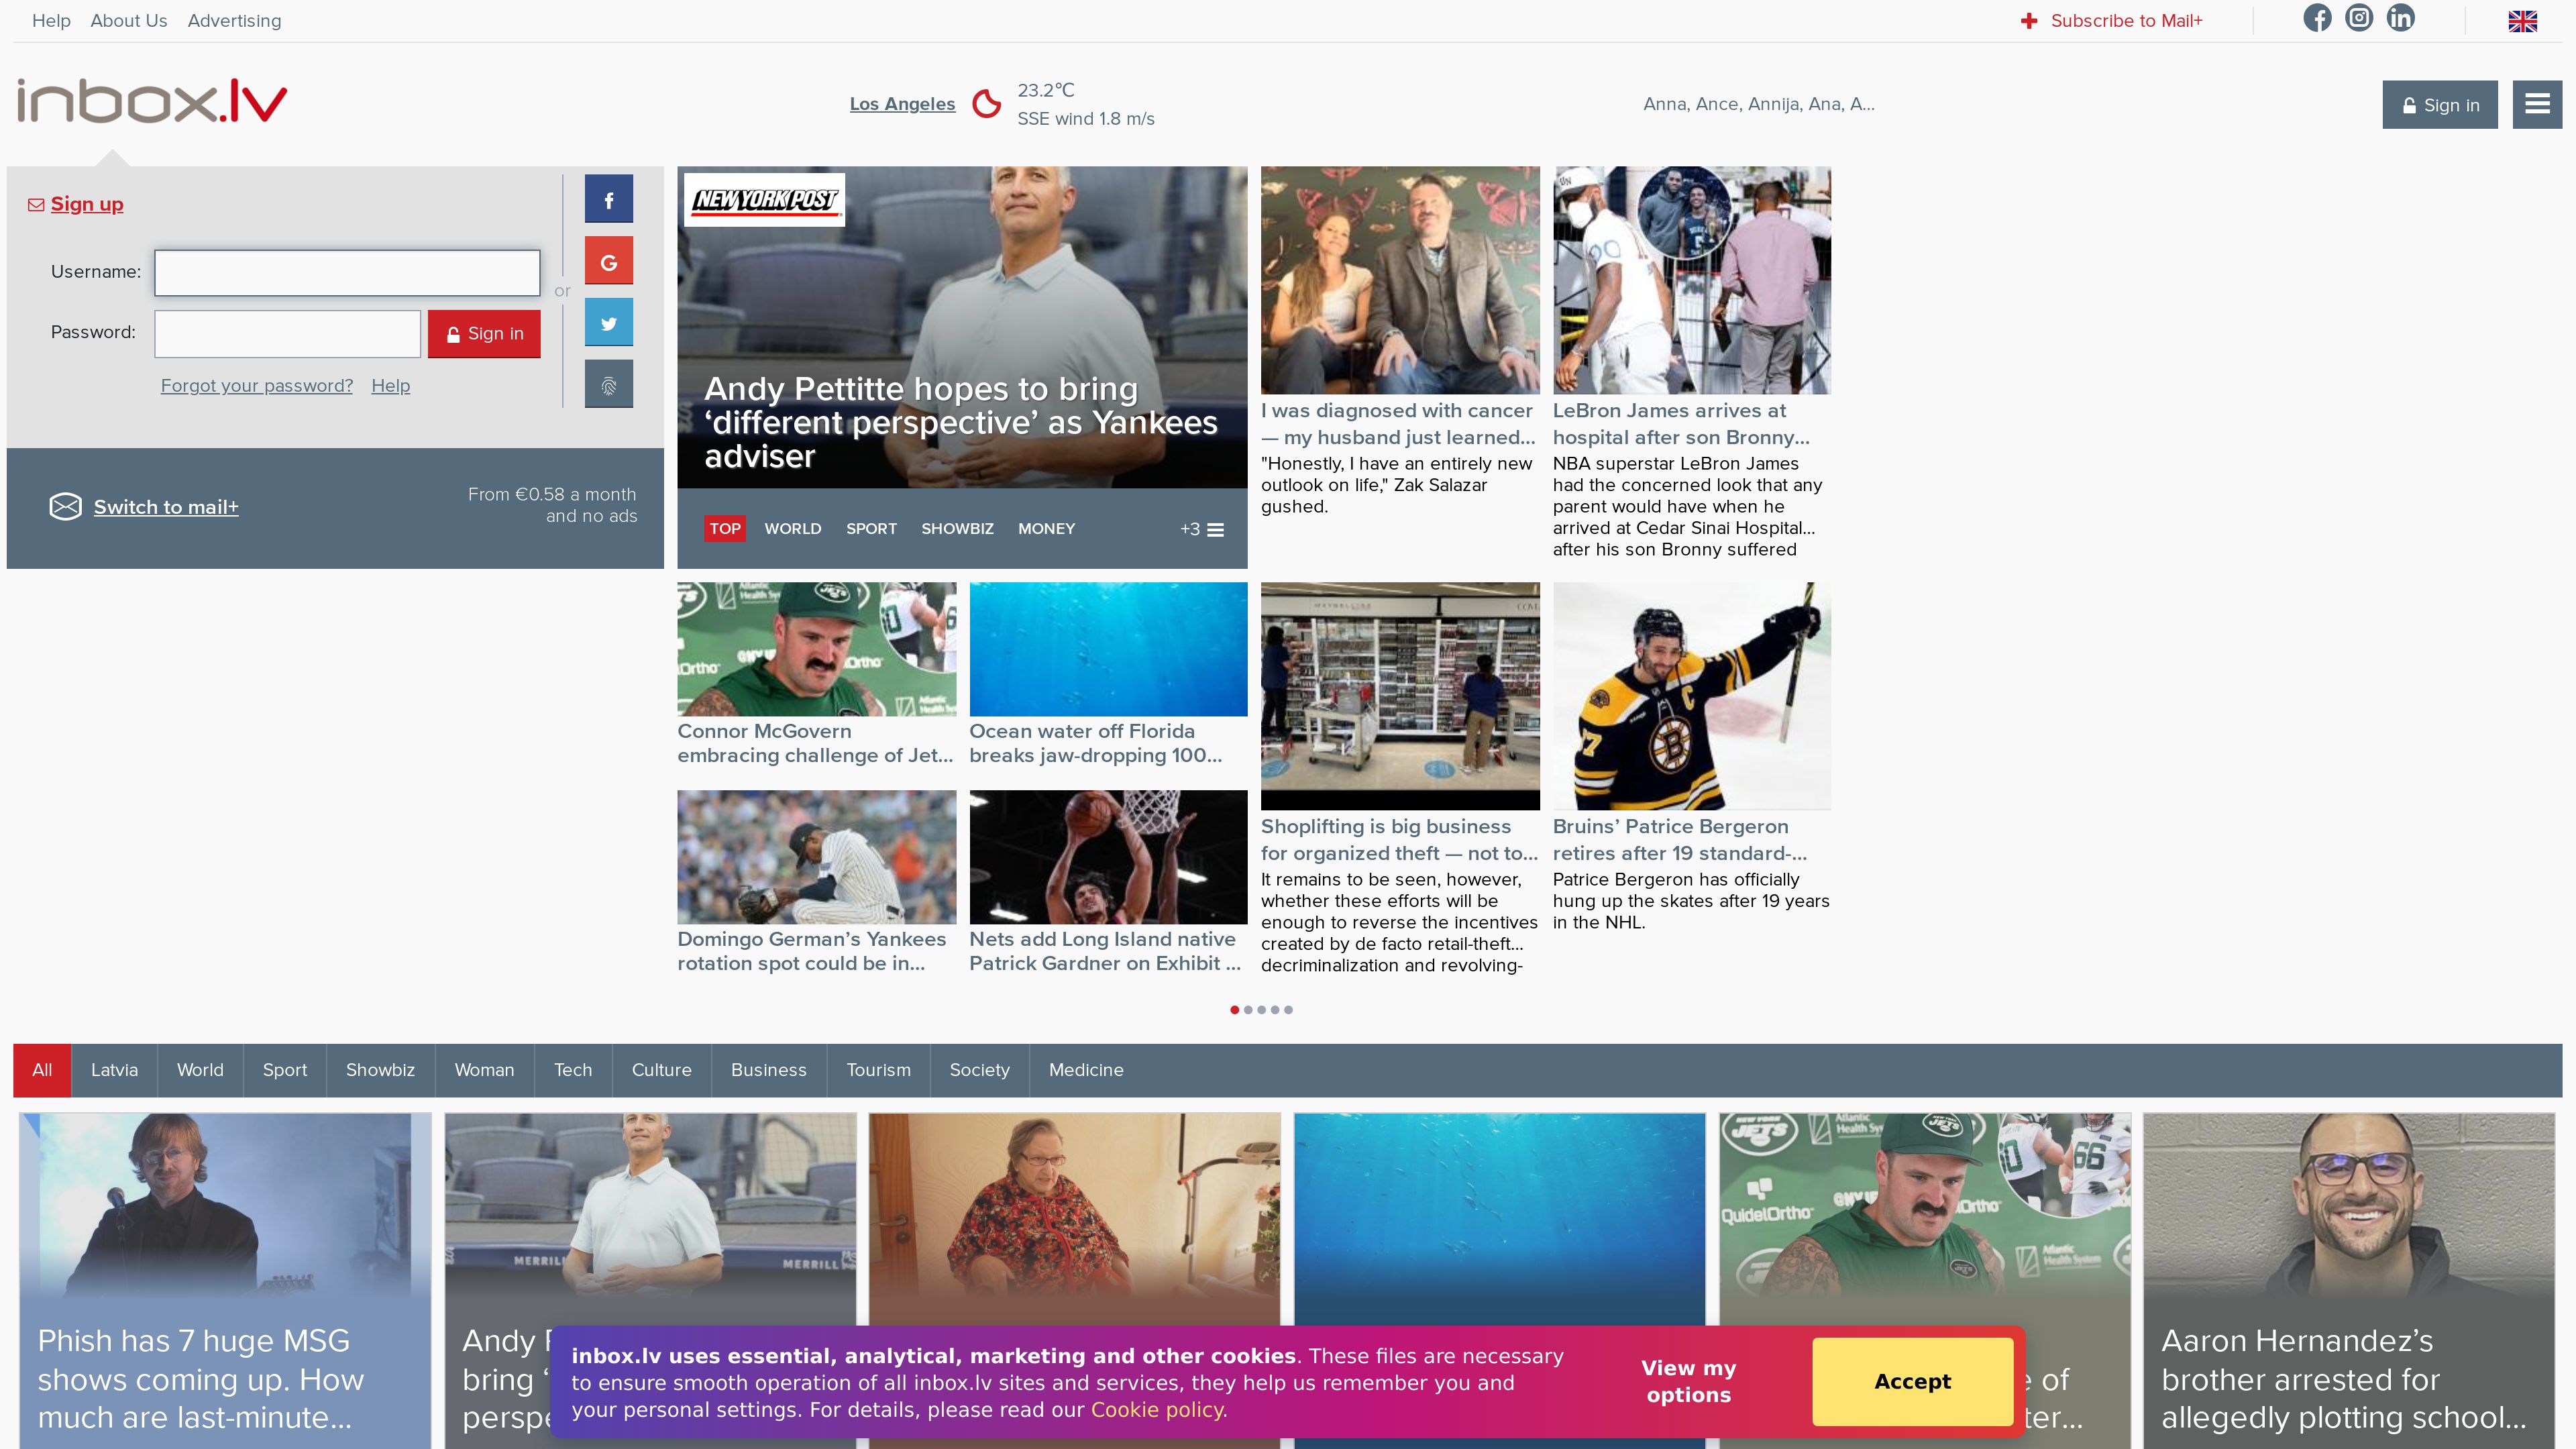 Help About Us Advertising
Subscribe to Mail+
inbox.lv
Los Angeles
23.2℃
SSE wind 1.8 m/s
Anna, Ance, Annija, Ana, A...
Sign in
Sign up
Username:
Password:
Sign in
or
Forgot your password? Help
Switch to mail+
From €0.58 a month
and no ads
NEW YORK POST
Andy Pettitte hopes to bring
‘different perspective’ as Yankees
adviser
TOP WORLD SPORT SHOWBIZ MONEY +3
I was diagnosed with cancer
— my husband just learned...
"Honestly, I have an entirely new
outlook on life," Zak Salazar
gushed.
LeBron James arrives at
hospital after son Bronny...
NBA superstar LeBron James
had the concerned look that any
parent would have when he
arrived at Cedar Sinai Hospital...
after his son Bronny suffered
Connor McGovern
embracing challenge of Jet...
Ocean water off Florida
breaks jaw-dropping 100...
Domingo German’s Yankees
rotation spot could be in...
Nets add Long Island native
Patrick Gardner on Exhibit ...
Shoplifting is big business
for organized theft — not to...
It remains to be seen, however,
whether these efforts will be
enough to reverse the incentives
created by de facto retail-theft...
decriminalization and revolving-
Bruins’ Patrice Bergeron
retires after 19 standard-...
Patrice Bergeron has officially
hung up the skates after 19 years
in the NHL.
All Latvia World Sport Showbiz Woman Tech Culture Business Tourism Society Medicine
Phish has 7 huge MSG
shows coming up. How
much are last-minute...
MERRILL
Andy
bring ‘
QuidelOrtho
JETS
66
e of
Aaron Hernandez’s
brother arrested for
allegedly plotting school...
inbox.lv uses essential, analytical, marketing and other cookies. These files are necessary
to ensure smooth operation of all inbox.lv sites and services, they help us remember you and
your personal settings. For details, please read our Cookie policy.
View my
options
Accept